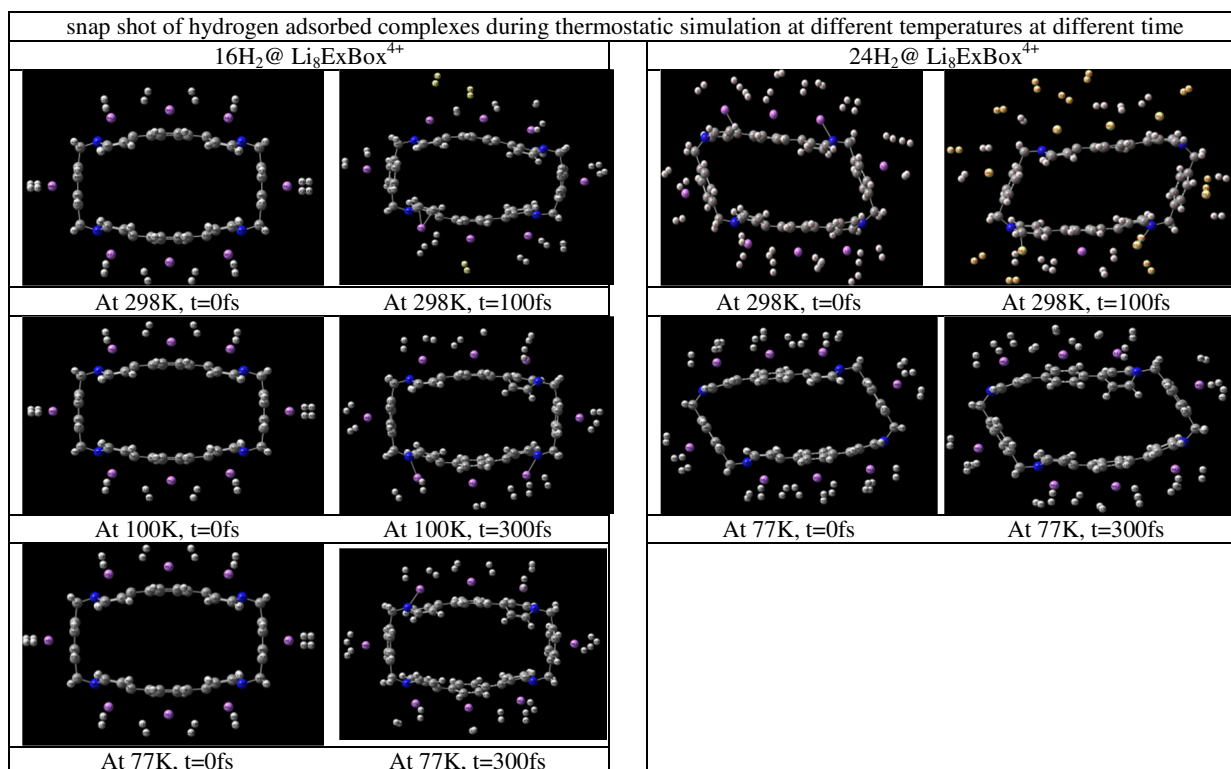 snap shot of hydrogen adsorbed complexes during thermostatic simulation at different temperatures at different time
16H₂@ Li₈ExBox⁴⁺
24H₂@ Li₈ExBox⁴⁺
At 298K, t=0fs
At 298K, t=100fs
At 298K, t=0fs
At 298K, t=100fs
At 100K, t=0fs
At 100K, t=300fs
At 77K, t=0fs
At 77K, t=300fs
At 77K, t=0fs
At 77K, t=300fs